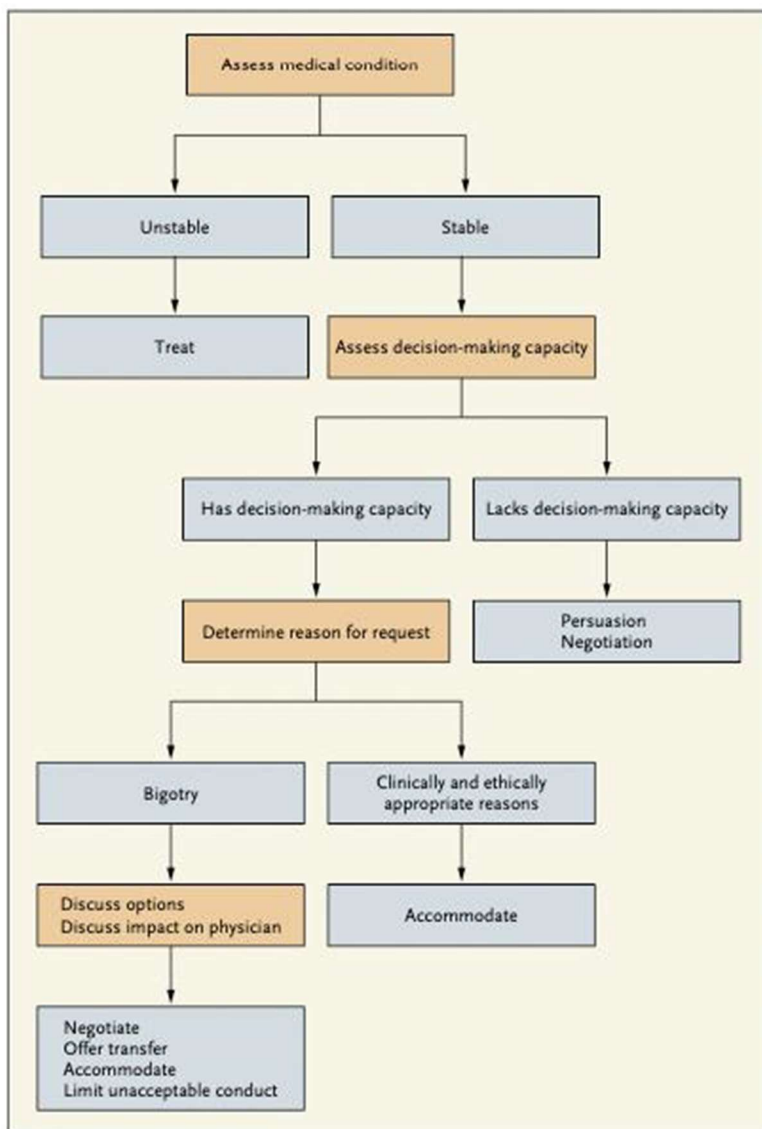 Assess medical condition
Unstable
Stable
Treat
Assess decision-making capacity
Has decision-making capacity
Lacks decision-making capacity
Determine reason for request
Persuasion
Negotiation
Bigotry
Clinically and ethically
appropriate reasons
Discuss options
Discuss impact on physician
Accommodate
Negotiate
Offer transfer
Accommodate
Limit unacceptable conduct